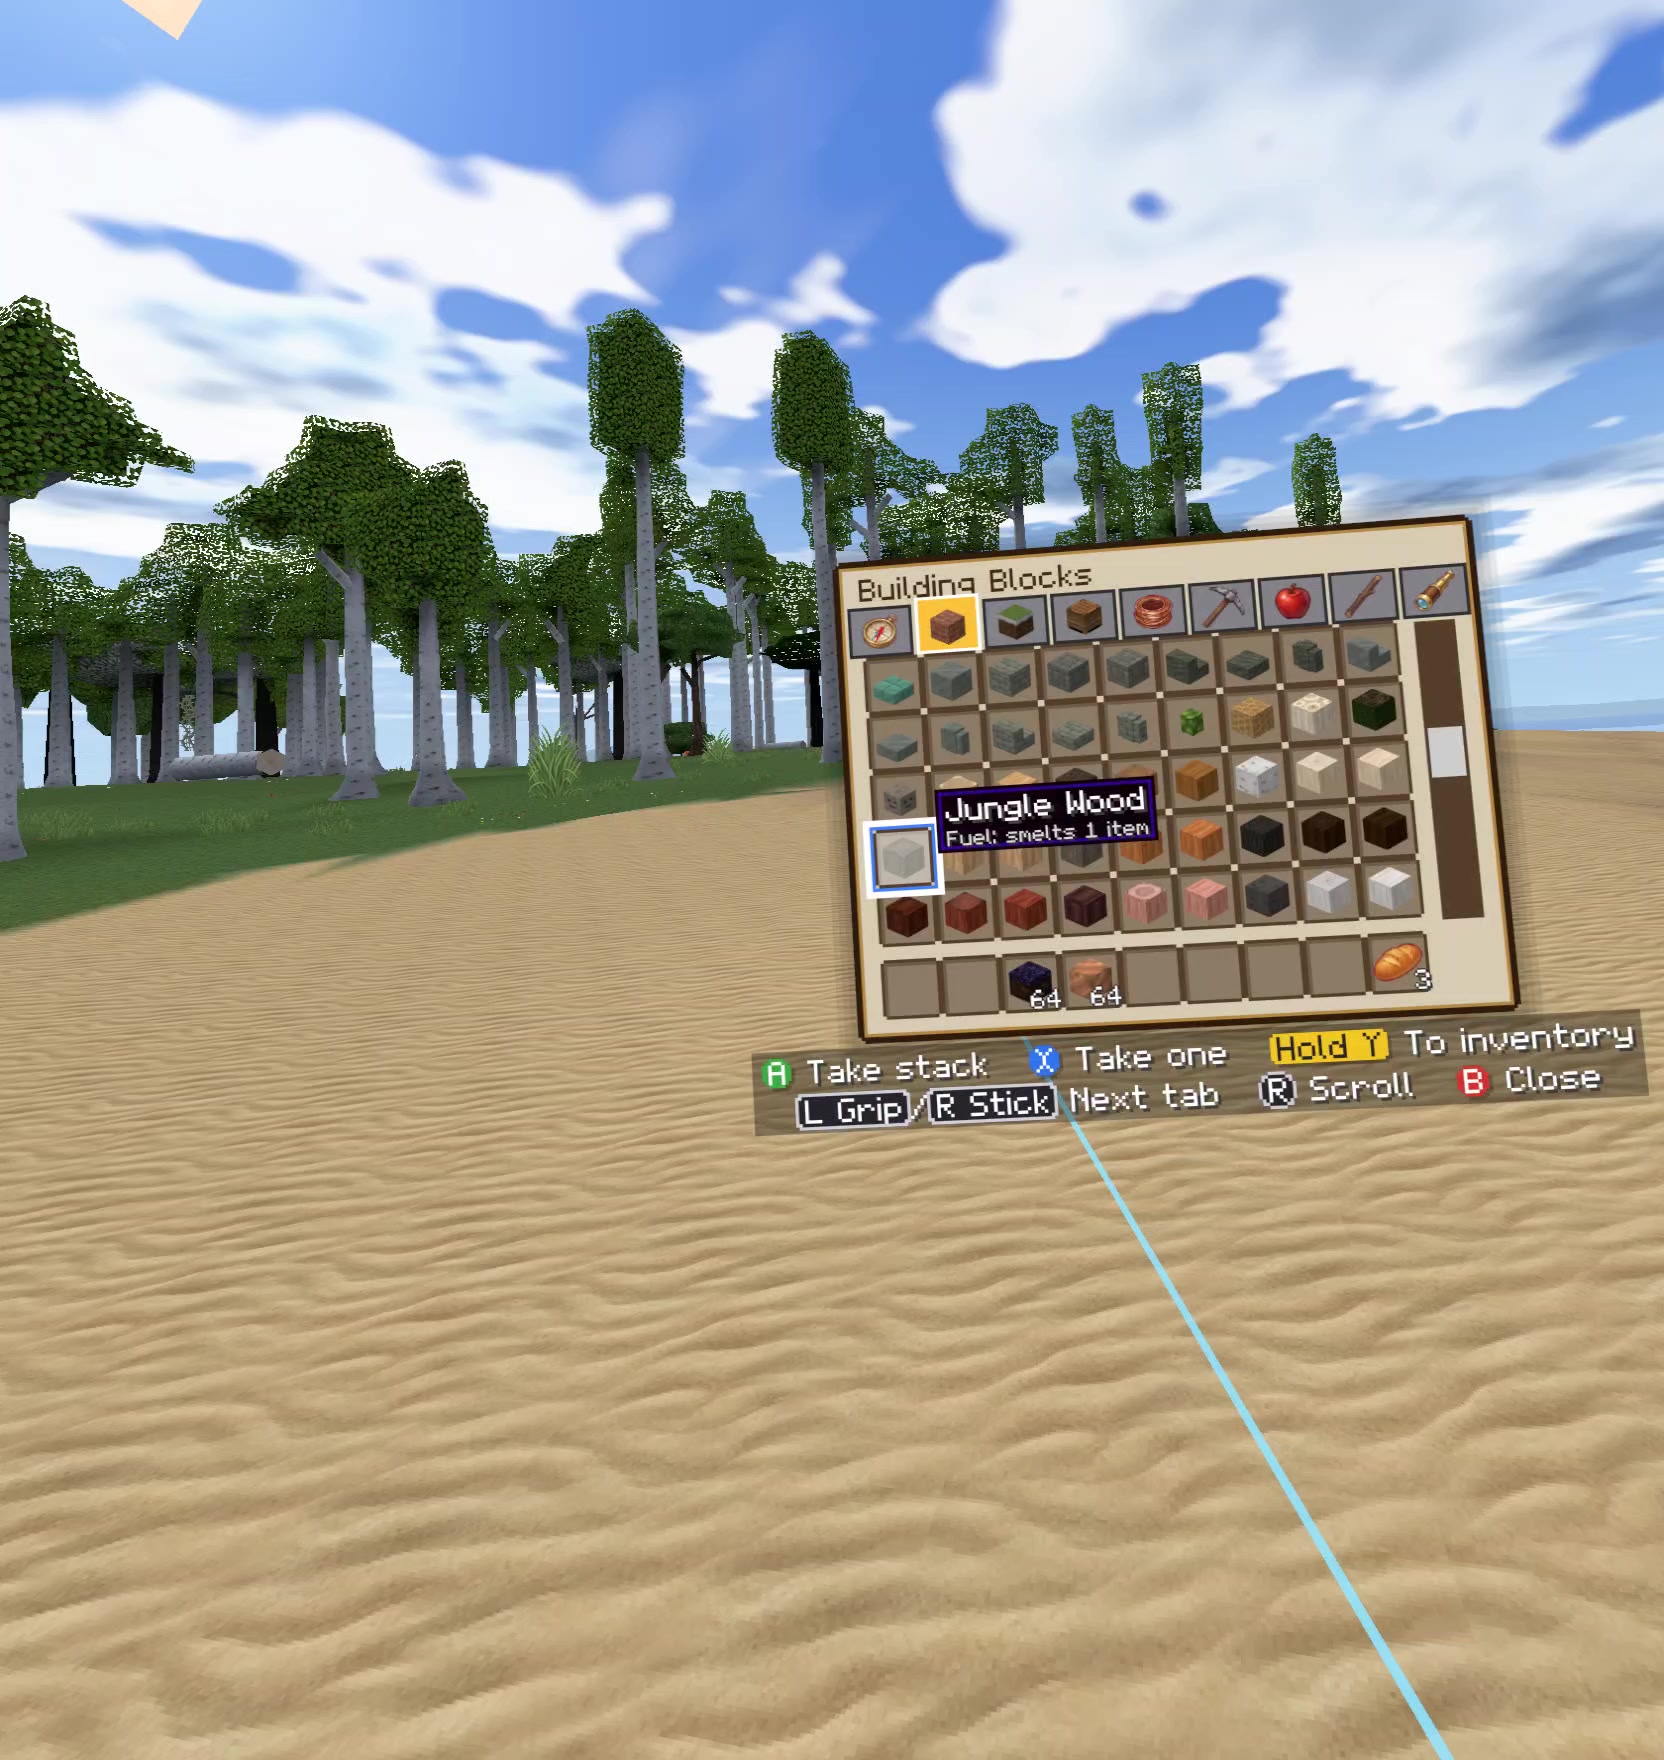 Building Blocks
Jungle Wood
Fuel: smelts 1 item
64
64
3
A Take stack X Take one Hold Y To inventory
L Grip/R Stick Next tab R Scroll B Close